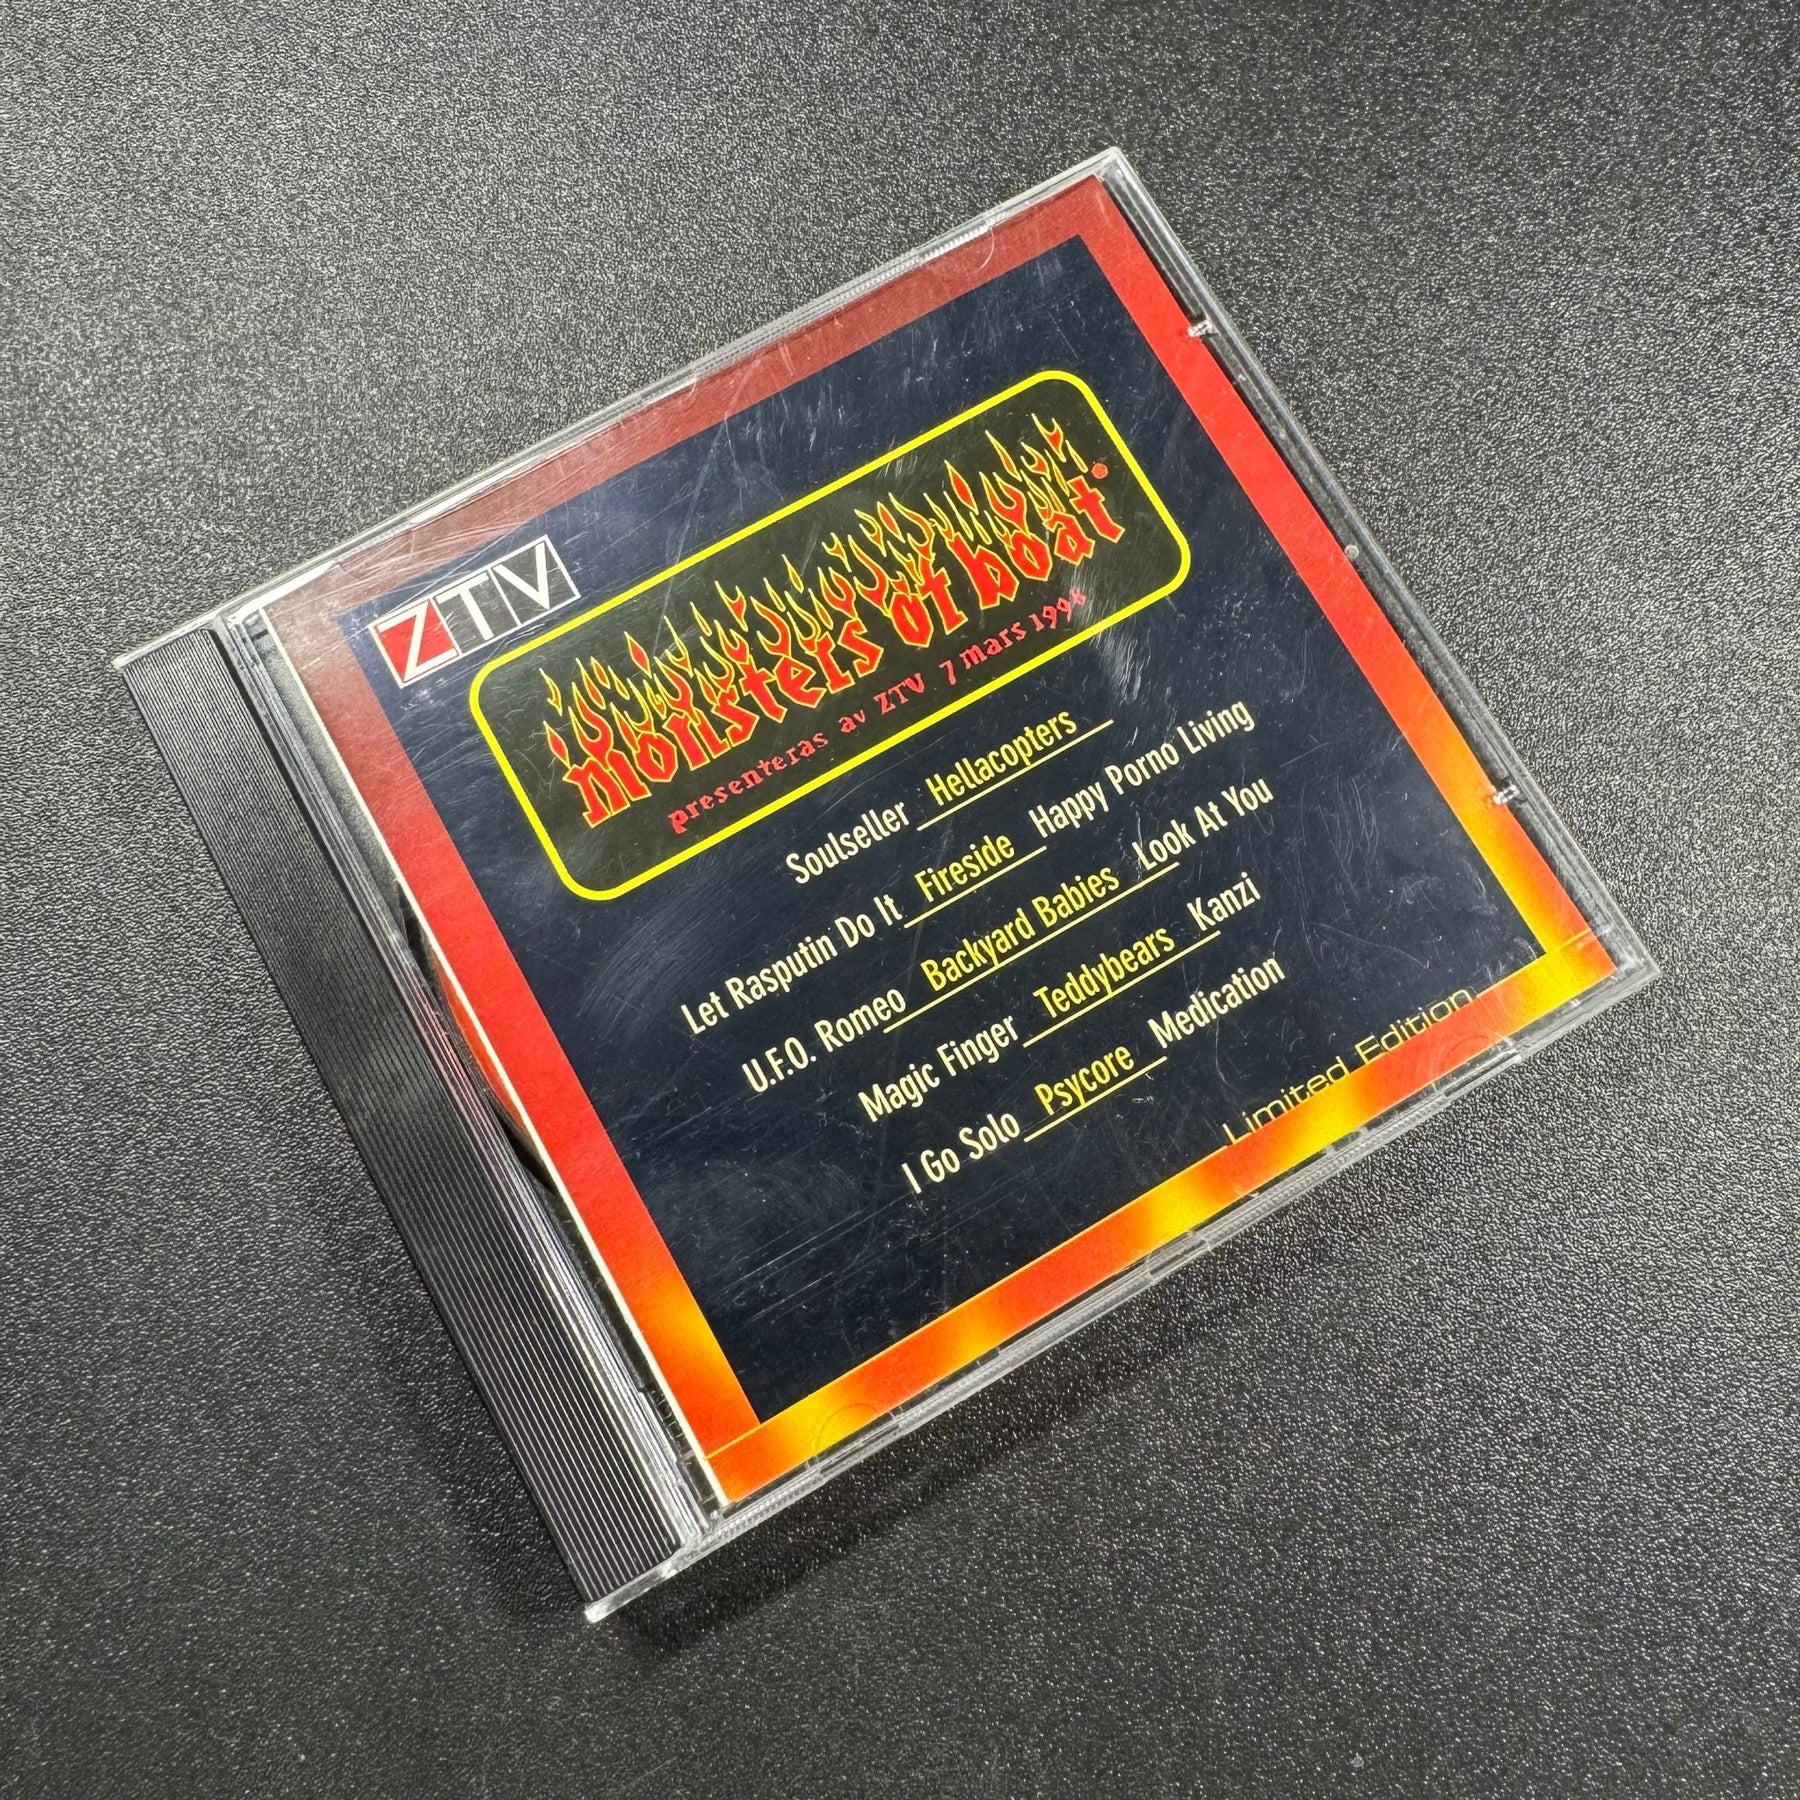 ZTV
monsters of boat®
presenteras av ZTV 7 mars 1998
Soulseller Hellacopters
Let Rasputin Do It Fireside Happy Porno Living
U.F.O. Romeo Backyard Babies Look At You
Magic Finger Teddybears Kanzi
I Go Solo Psycore Medication
Limited Edition